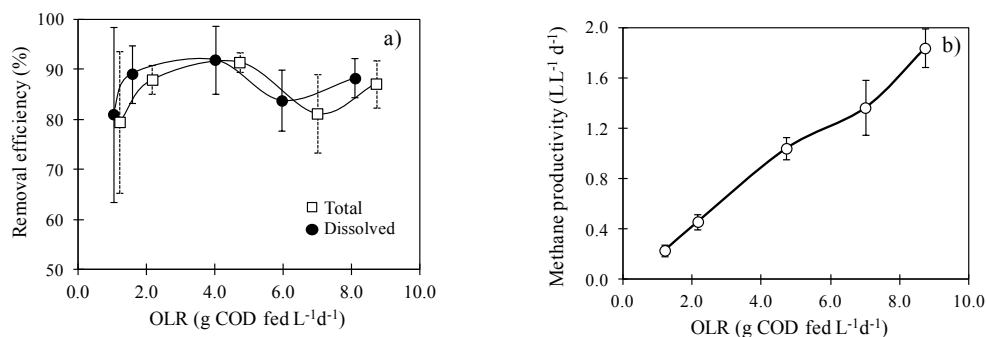 a)
Removal efficiency (%)
100
90
80
70
60
50
0.0 2.0 4.0 6.0 8.0 10.0
OLR (g COD fed L⁻¹d⁻¹)
Total
Dissolved
b)
Methane productivity (L L⁻¹ d⁻¹)
2.0
1.6
1.2
0.8
0.4
0.0
0.0 2.0 4.0 6.0 8.0 10.0
OLR (g COD fed L⁻¹d⁻¹)